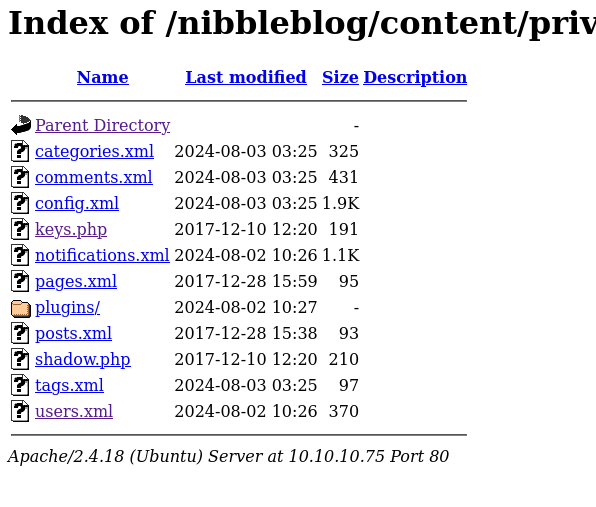 Index of /nibbleblog/content/priv
Name Last modified Size Description
Parent Directory -
categories.xml 2024-08-03 03:25 325
comments.xml 2024-08-03 03:25 431
config.xml 2024-08-03 03:25 1.9K
keys.php 2017-12-10 12:20 191
notifications.xml 2024-08-02 10:26 1.1K
pages.xml 2017-12-28 15:59 95
plugins/ 2024-08-02 10:27 -
posts.xml 2017-12-28 15:38 93
shadow.php 2017-12-10 12:20 210
tags.xml 2024-08-03 03:25 97
users.xml 2024-08-02 10:26 370
Apache/2.4.18 (Ubuntu) Server at 10.10.10.75 Port 80